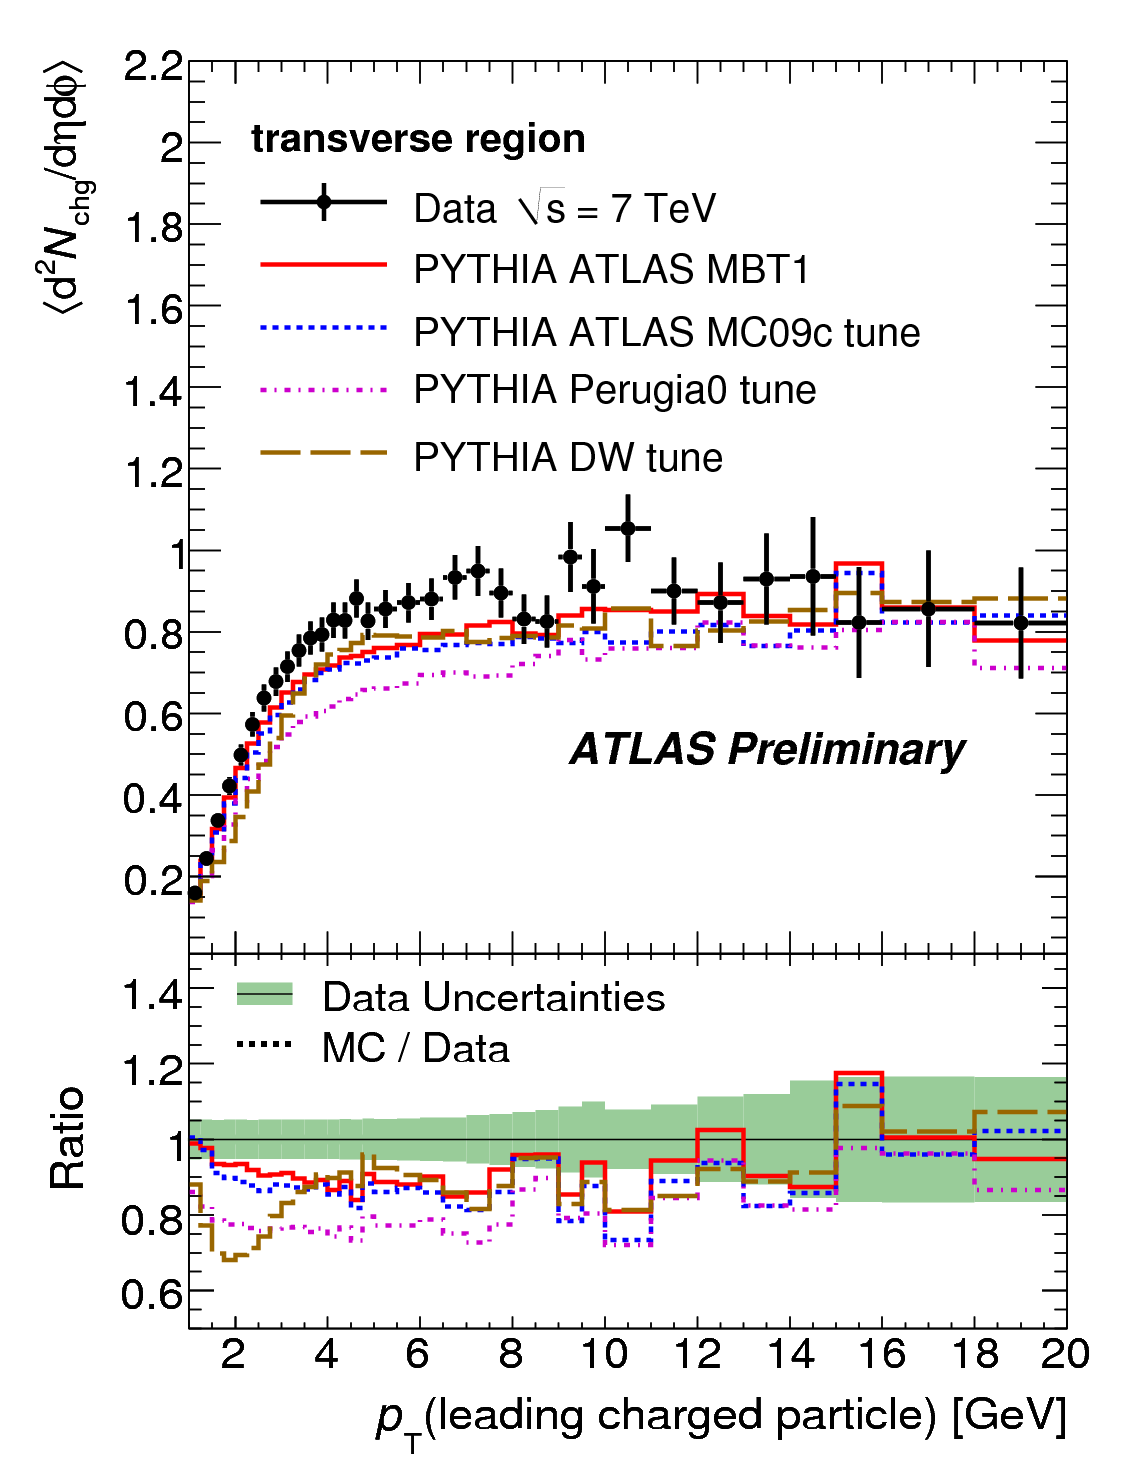 ⟨d²N_chg/dηdϕ⟩
2.2
2
1.8
1.6
1.4
1.2
1
0.8
0.6
0.4
0.2
transverse region
Data √s = 7 TeV
PYTHIA ATLAS MBT1
PYTHIA ATLAS MC09c tune
PYTHIA Perugia0 tune
PYTHIA DW tune
ATLAS Preliminary
Ratio
1.4
1.2
1
0.8
0.6
Data Uncertainties
MC / Data
2 4 6 8 10 12 14 16 18 20
p_T(leading charged particle) [GeV]